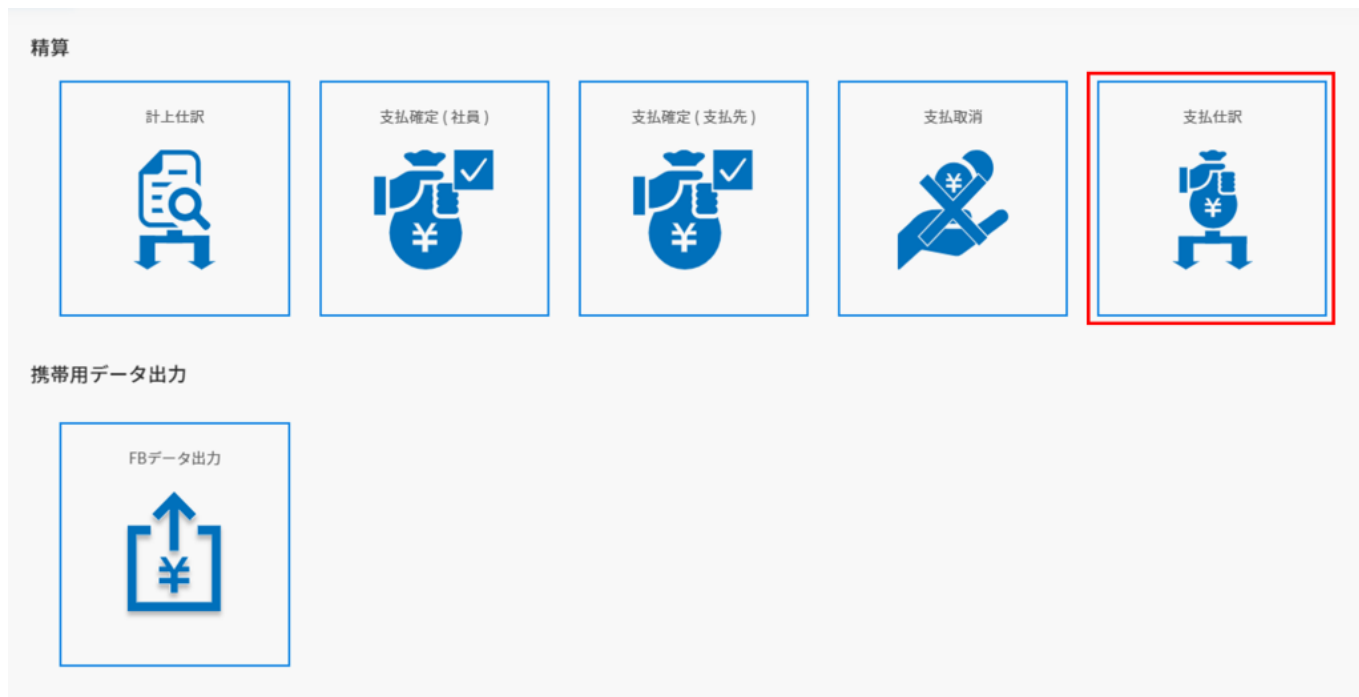 精算
計上仕訳
支払確定 ( 社員 )
支払確定 ( 支払先 )
支払取消
支払仕訳
¥
¥
¥
¥
携帯用データ出力
FBデータ出力
¥